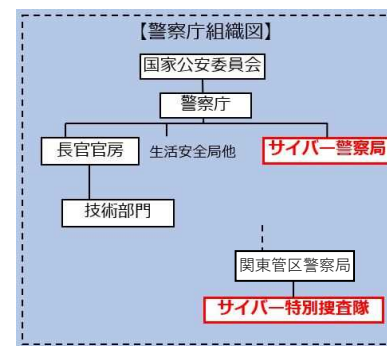 【警察庁組織図】
国家公安委員会
警察庁
長官官房
生活安全局他
サイバー警察局
技術部門
関東管区警察局
サイバー特別捜査隊